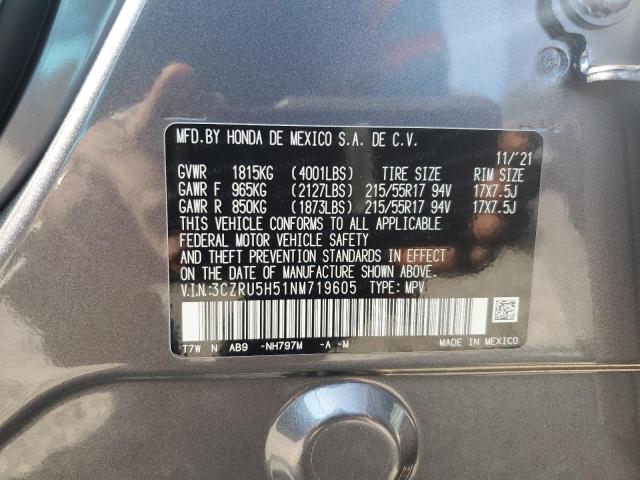 MFD.BY HONDA DE MEXICO S.A. DE C.V.
11/'21
GVWR 1815KG (4001LBS) TIRE SIZE RIM SIZE
GAWR F 965KG (2127LBS) 215/55R17 94V 17X7.5J
GAWR R 850KG (1873LBS) 215/55R17 94V 17X7.5J
THIS VEHICLE CONFORMS TO ALL APPLICABLE
FEDERAL MOTOR VEHICLE SAFETY
AND THEFT PREVENTION STANDARDS IN EFFECT
ON THE DATE OF MANUFACTURE SHOWN ABOVE.
V.I.N.:3CZRU5H51NM719605 TYPE: MPV
T7W N AB9 -NH797M -A -M
MADE IN MEXICO